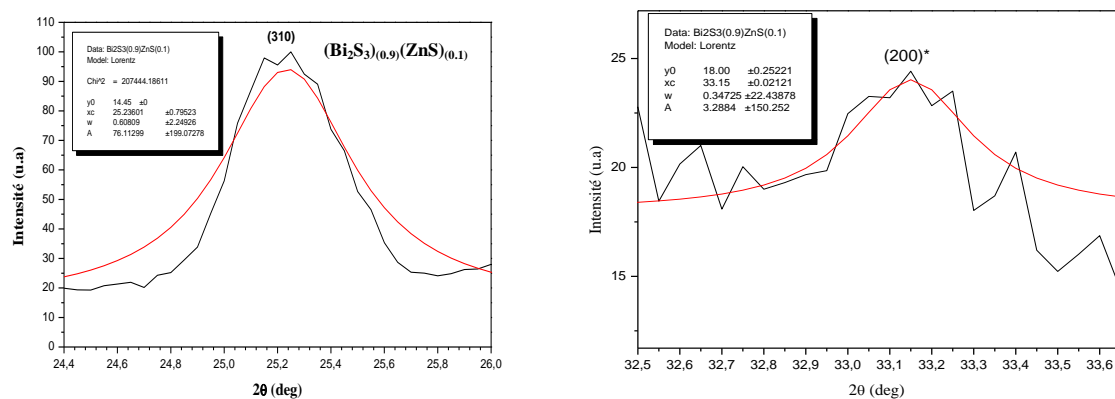 110
100
90
80
70
60
50
40
30
20
10
0
Intensité (u.a)
Data: Bi2S3(0.9)ZnS(0.1)
Model: Lorentz
Chi^2 = 207444.18611
y0 14.45 ±0
xc 25.23601 ±0.79523
w 0.60809 ±2.24926
A 76.11299 ±199.07278
(310)
(Bi₂S₃)(0.9)(ZnS)(0.1)
24,4 24,6 24,8 25,0 25,2 25,4 25,6 25,8 26,0
2θ (deg)
25
20
15
Intensité (u.a)
Data: Bi2S3(0.9)ZnS(0.1)
Model: Lorentz
y0 18.00 ±0.25221
xc 33.15 ±0.02121
w 0.34725 ±22.43878
A 3.2884 ±150.252
(200)*
32,5 32,6 32,7 32,8 32,9 33,0 33,1 33,2 33,3 33,4 33,5 33,6
2θ (deg)